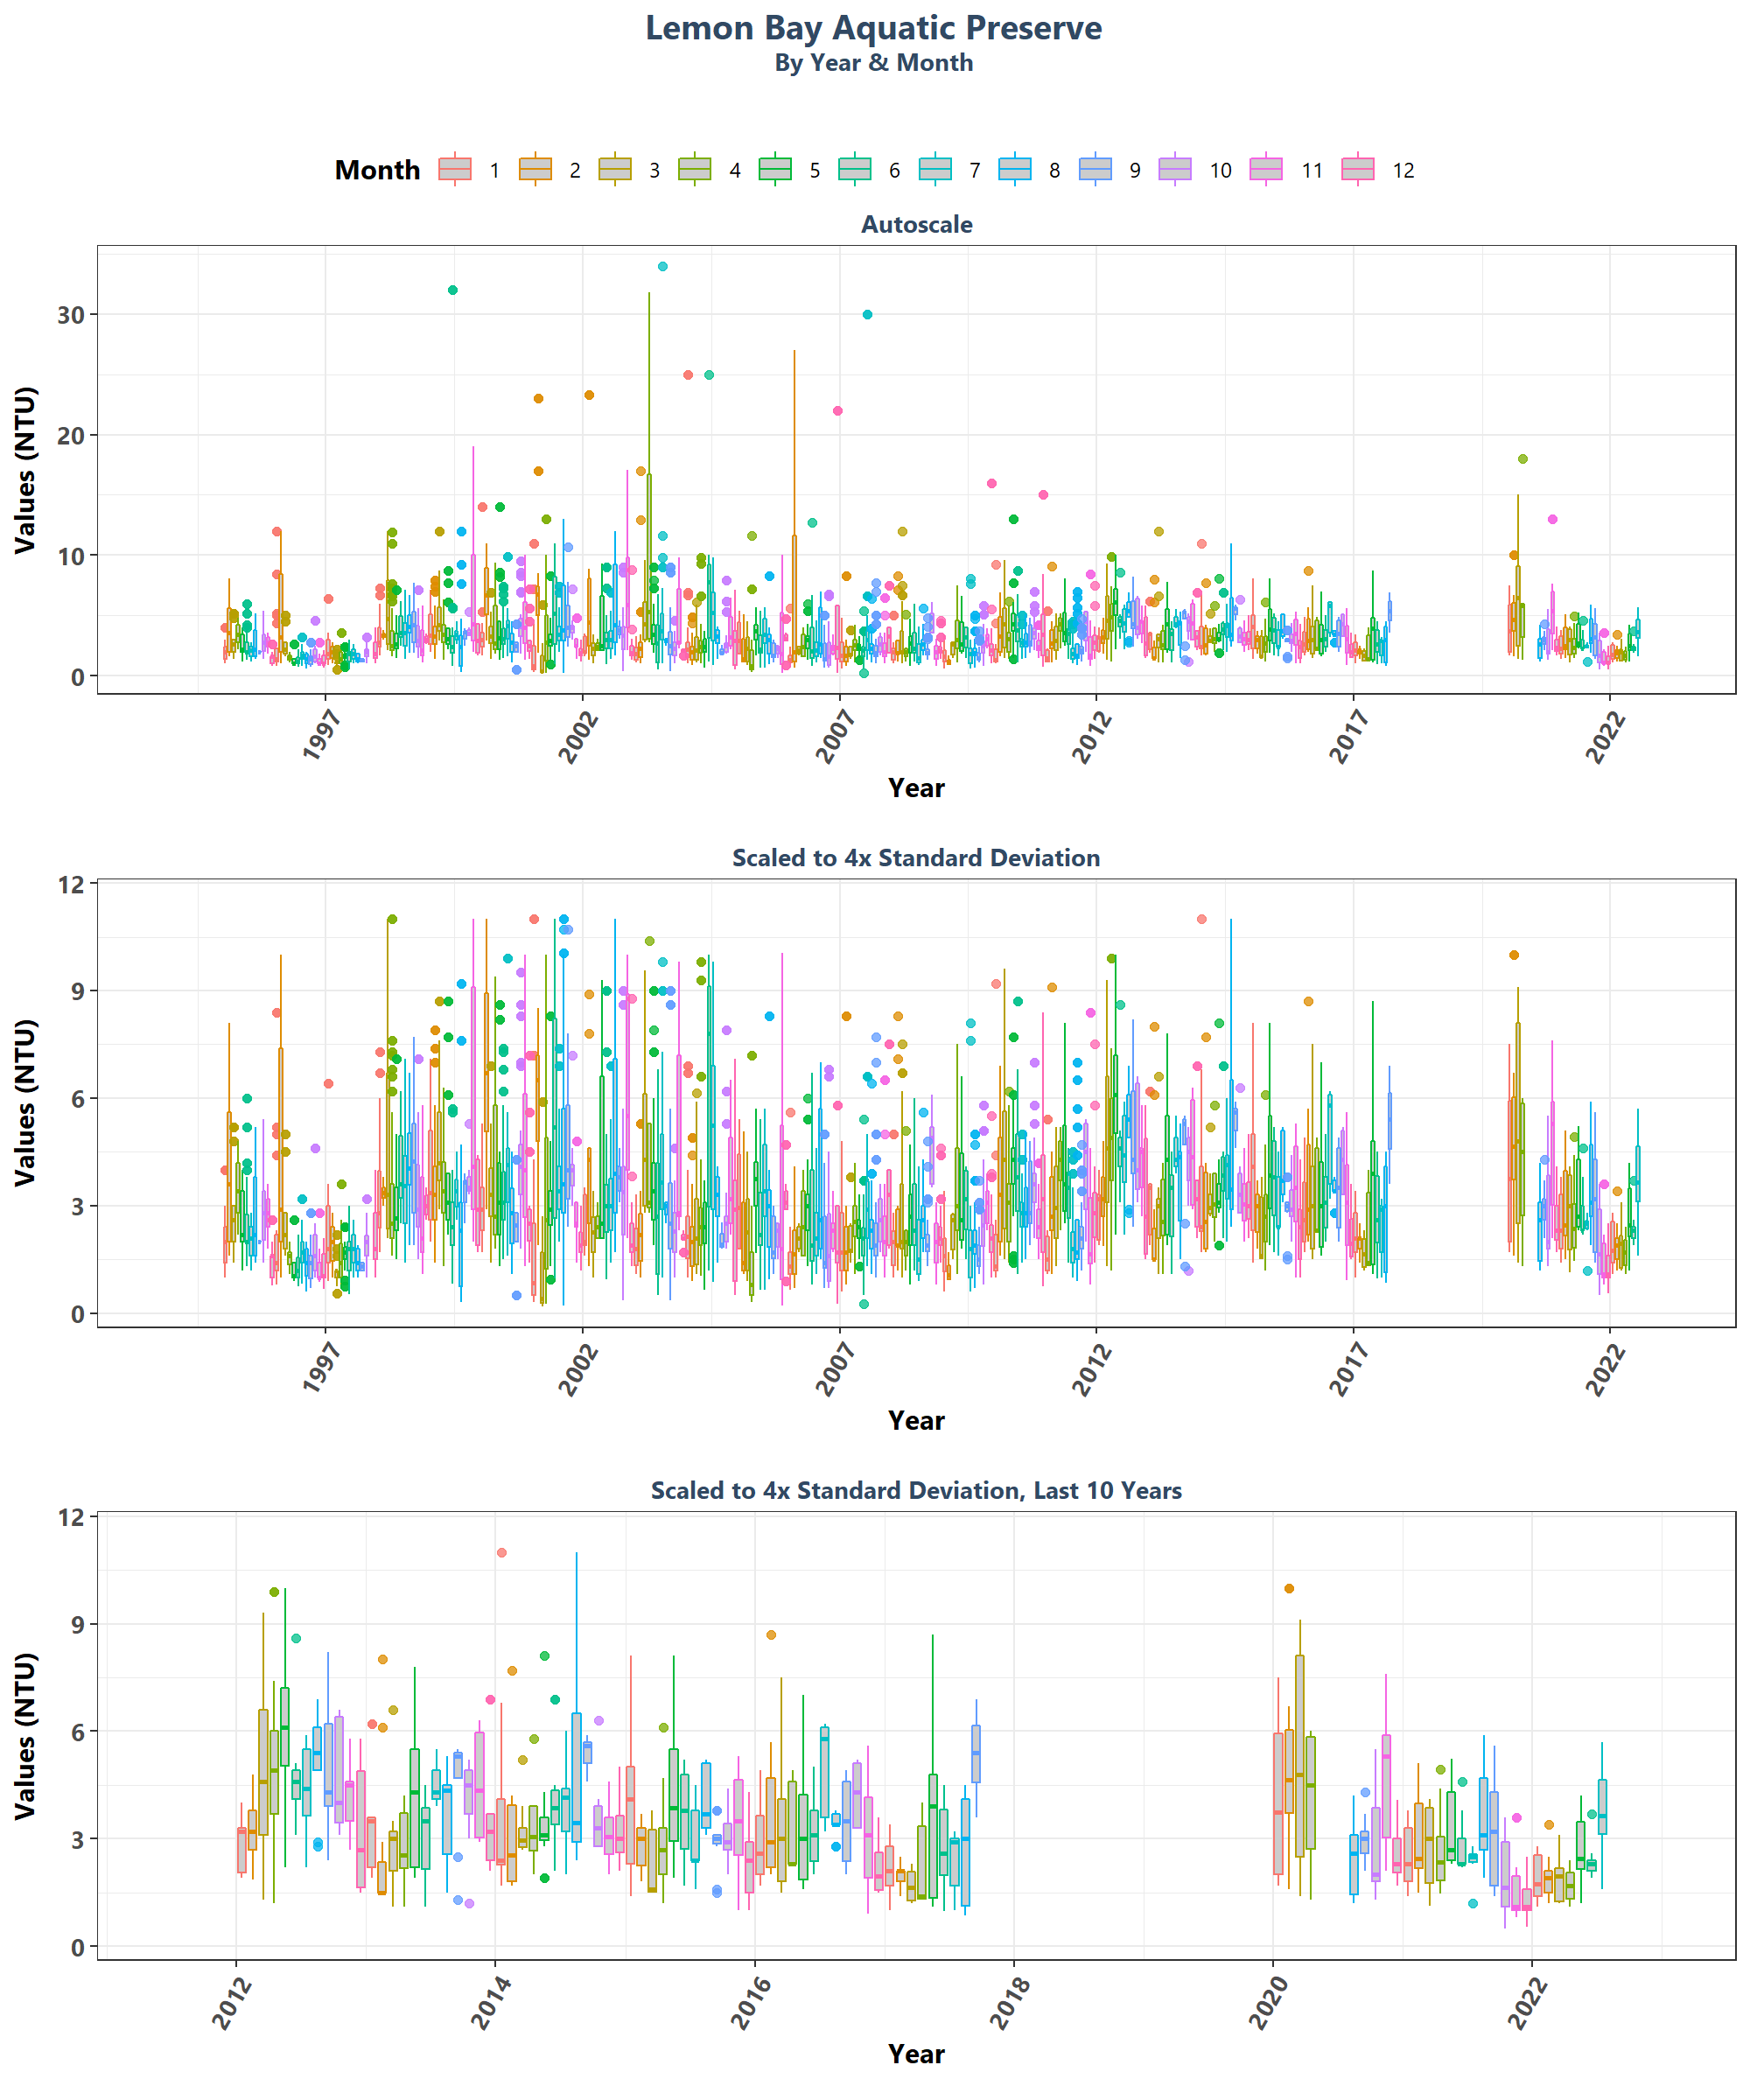 Lemon Bay Aquatic Preserve
By Year & Month
Month 1 2 3 4 5 6 7 8 9 10 11 12
Autoscale
Values (NTU)
30
20
10
0
1997 2002 2007 2012 2017 2022
Year
Scaled to 4x Standard Deviation
Values (NTU)
12
9
6
3
0
1997 2002 2007 2012 2017 2022
Year
Scaled to 4x Standard Deviation, Last 10 Years
Values (NTU)
12
9
6
3
0
2012 2014 2016 2018 2020 2022
Year